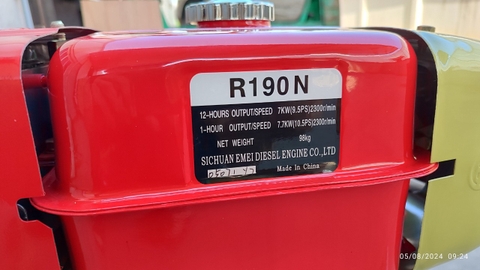 R190N
12-HOURS OUTPUT/SPEED 7KW(9.5PS)2300r/min
1-HOUR OUTPUT/SPEED 7.7KW(10.5PS)2300r/min
NET WEIGHT 98kg
SICHUAN EMEI DIESEL ENGINE CO.,LTD
Made In China
05/08/2024 09:24